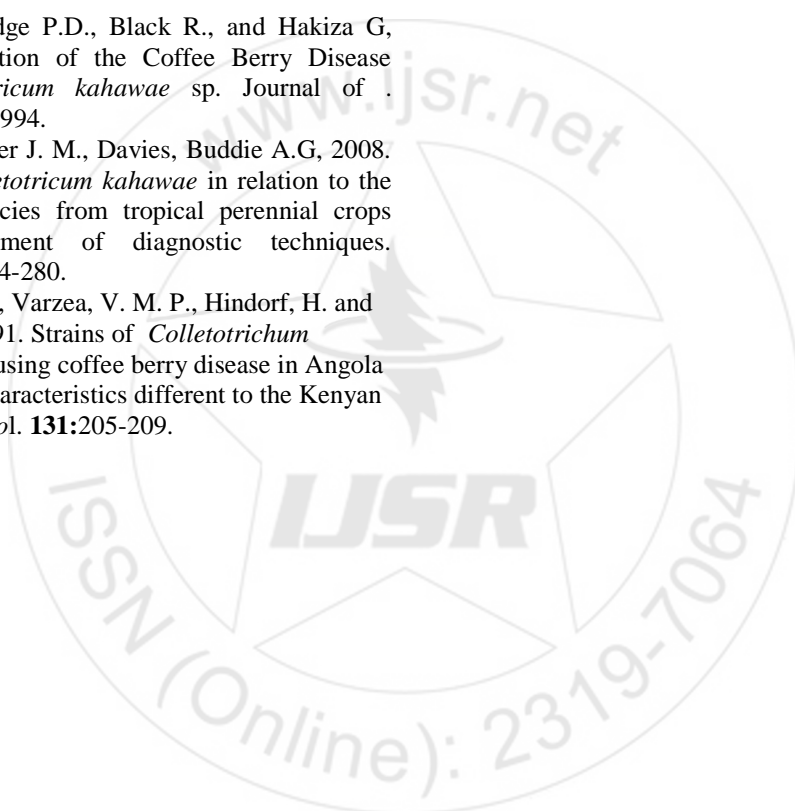 dge P.D., Black R., and Hakiza G,
tion of the Coffee Berry Disease
ricum kahawae sp. Journal of .
994.
er J. M., Davies, Buddie A.G, 2008.
letotricum kahawae in relation to the
cies from tropical perennial crops
ment of diagnostic techniques.
4-280.
, Varzea, V. M. P., Hindorf, H. and
91. Strains of Colletotrichum
using coffee berry disease in Angola
aracteristics different to the Kenyan
ol. 131:205-209.
www.ijsr.net
IJSR
ISSN (Online): 2319-7064